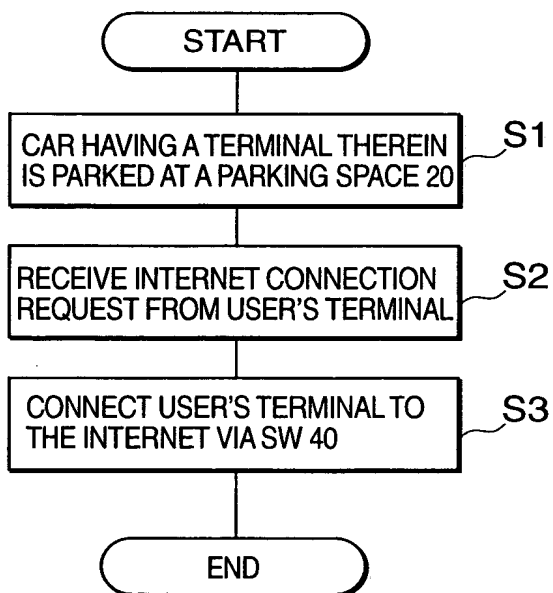 START
CAR HAVING A TERMINAL THEREIN
IS PARKED AT A PARKING SPACE 20
S1
RECEIVE INTERNET CONNECTION
REQUEST FROM USER'S TERMINAL
S2
CONNECT USER'S TERMINAL TO
THE INTERNET VIA SW 40
S3
END